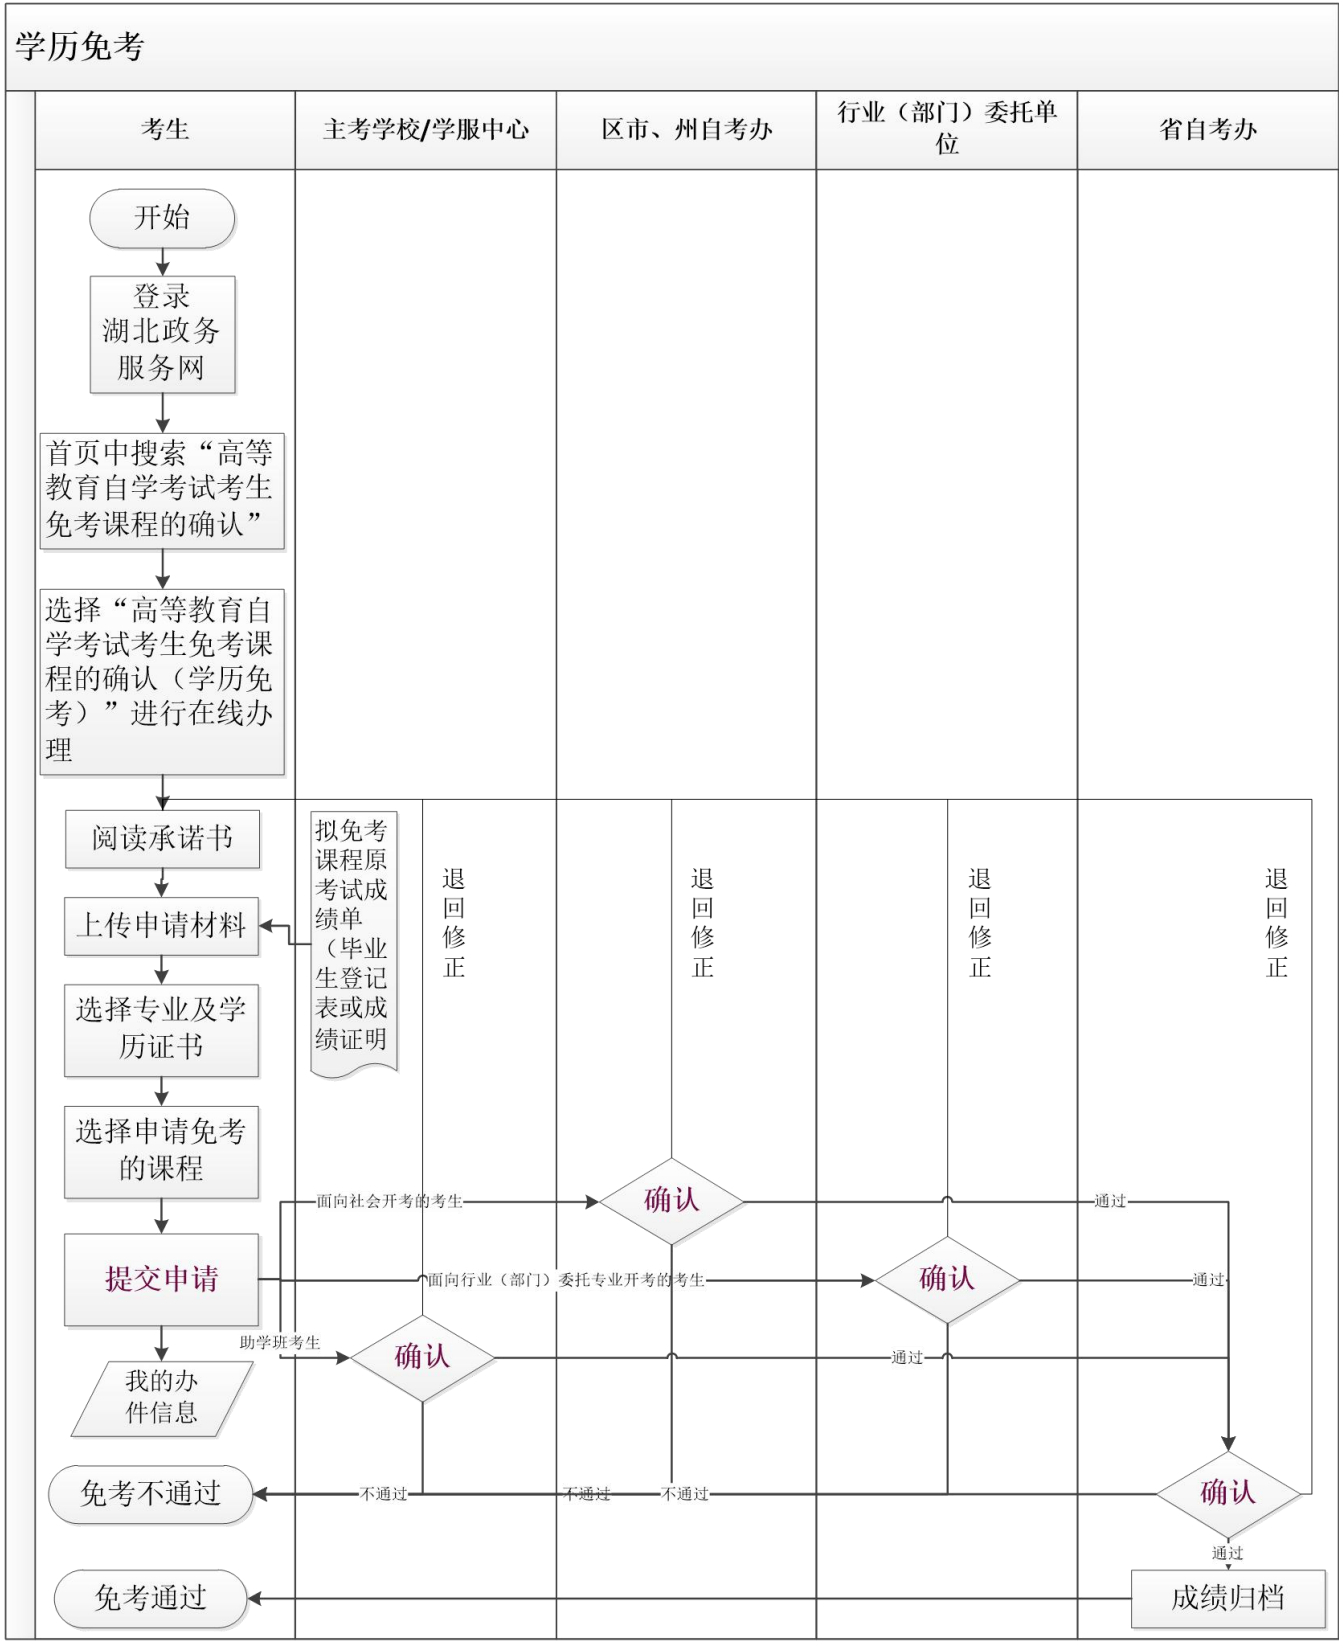 学历免考
考生
主考学校/学服中心
区市、州自考办
行业（部门）委托单
位
省自考办
开始
登录
湖北政务
服务网
首页中搜索“高等
教育自学考试考生
免考课程的确认”
选择“高等教育自
学考试考生免考课
程的确认（学历免
考）”进行在线办
理
阅读承诺书
上传申请材料
拟免考
课程原
考试成
绩单
（毕业
生登记
表或成
绩证明
退
回
修
正
退
回
修
正
退
回
修
正
退
回
修
正
选择专业及学
历证书
选择申请免考
的课程
面向社会开考的考生
确认
通过
提交申请
面向行业（部门）委托专业开考的考生
确认
通过
助学班考生
确认
通过
我的办
件信息
免考不通过
不通过
不通过
不通过
确认
通过
免考通过
成绩归档